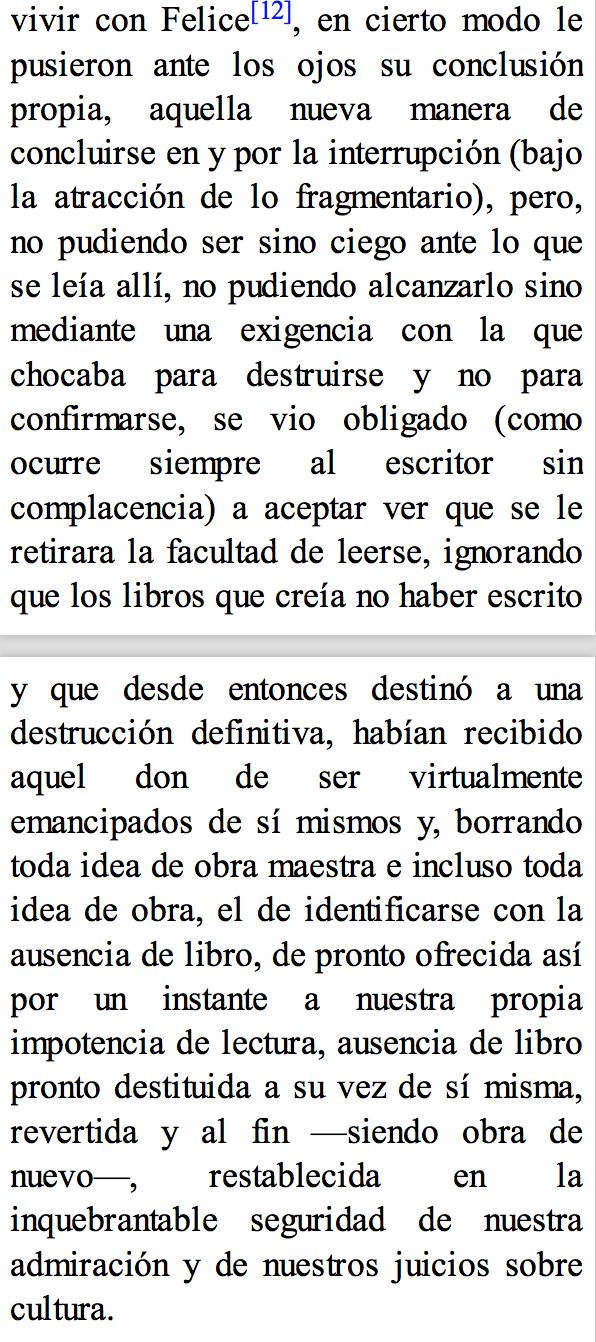 vivir con Felice[12], en cierto modo le
pusieron ante los ojos su conclusión
propia, aquella nueva manera de
concluirse en y por la interrupción (bajo
la atracción de lo fragmentario), pero,
no pudiendo ser sino ciego ante lo que
se leía allí, no pudiendo alcanzarlo sino
mediante una exigencia con la que
chocaba para destruirse y no para
confirmarse, se vio obligado (como
ocurre siempre al escritor sin
complacencia) a aceptar ver que se le
retirara la facultad de leerse, ignorando
que los libros que creía no haber escrito
y que desde entonces destinó a una
destrucción definitiva, habían recibido
aquel don de ser virtualmente
emancipados de sí mismos y, borrando
toda idea de obra maestra e incluso toda
idea de obra, el de identificarse con la
ausencia de libro, de pronto ofrecida así
por un instante a nuestra propia
impotencia de lectura, ausencia de libro
pronto destituida a su vez de sí misma,
revertida y al fin —siendo obra de
nuevo—, restablecida en la
inquebrantable seguridad de nuestra
admiración y de nuestros juicios sobre
cultura.